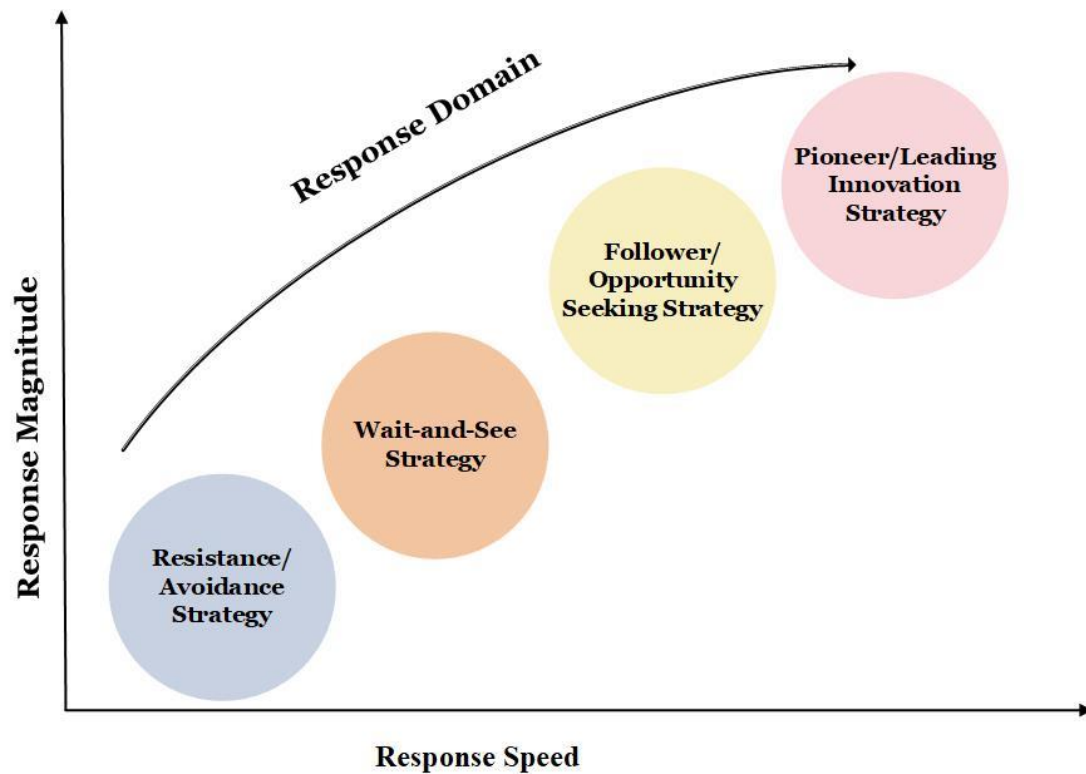 Response Domain
Pioneer/Leading
Innovation
Strategy
Follower/
Opportunity
Seeking Strategy
Wait-and-See
Strategy
Resistance/
Avoidance
Strategy
Response Magnitude
Response Speed